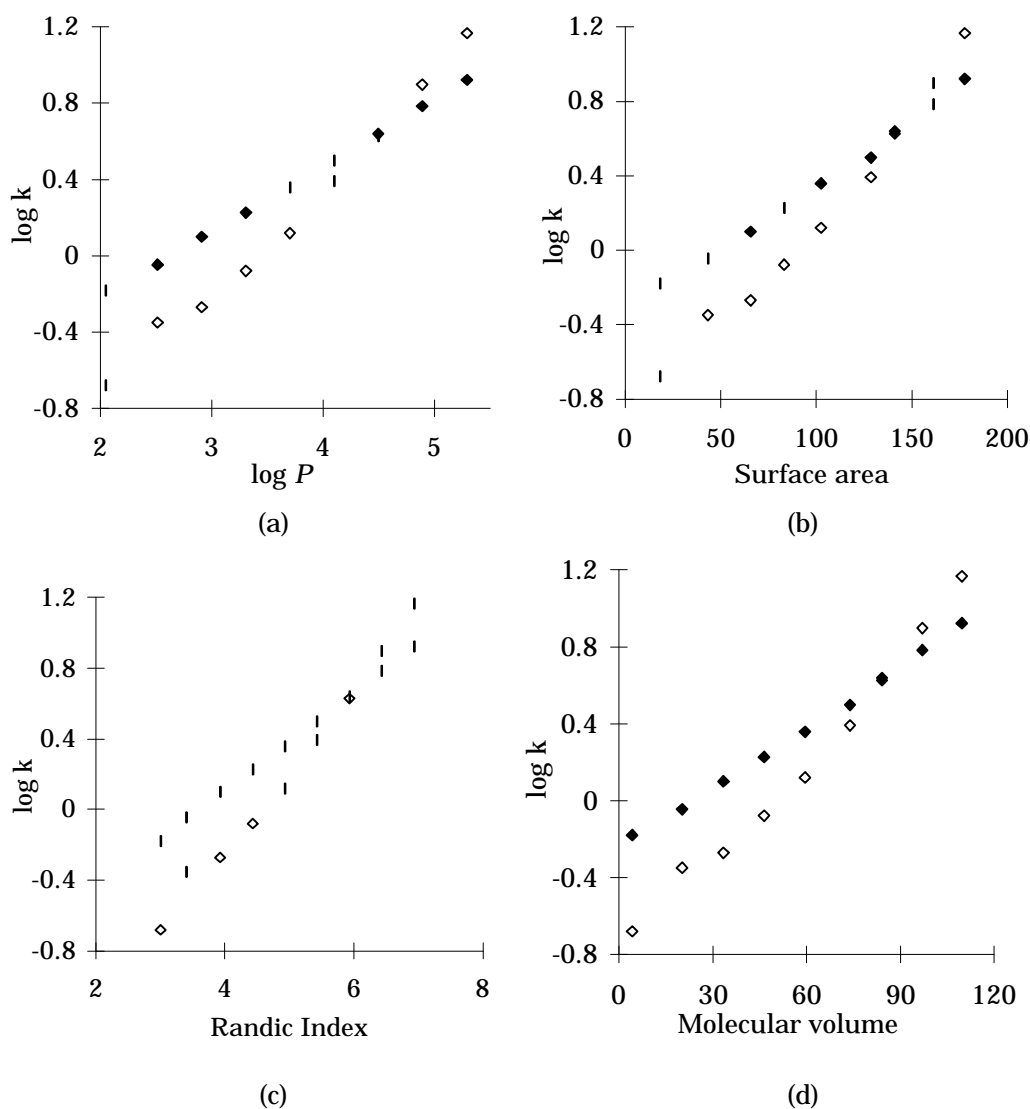 1.2
0.8
0.4
0
-0.4
-0.8
log k
2 3 4 5
log P
(a)
1.2
0.8
0.4
0
-0.4
-0.8
log k
0 50 100 150 200
Surface area
(b)
1.2
0.8
0.4
0
-0.4
-0.8
log k
2 4 6 8
Randic Index
(c)
1.2
0.8
0.4
0
-0.4
-0.8
log k
0 30 60 90 120
Molecular volume
(d)